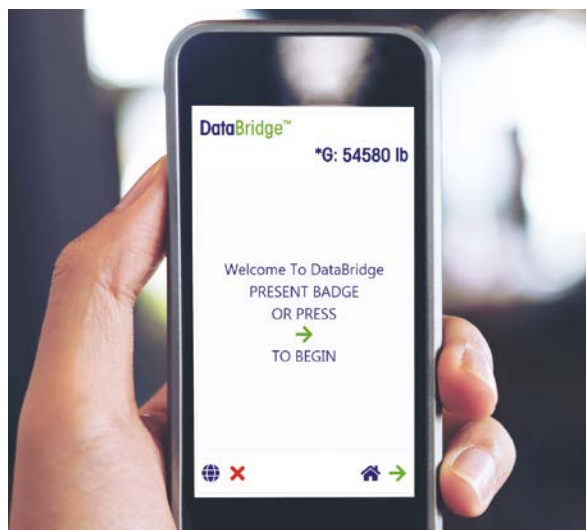 DataBridge™
*G: 54580 lb
Welcome To DataBridge
PRESENT BADGE
OR PRESS
→
TO BEGIN